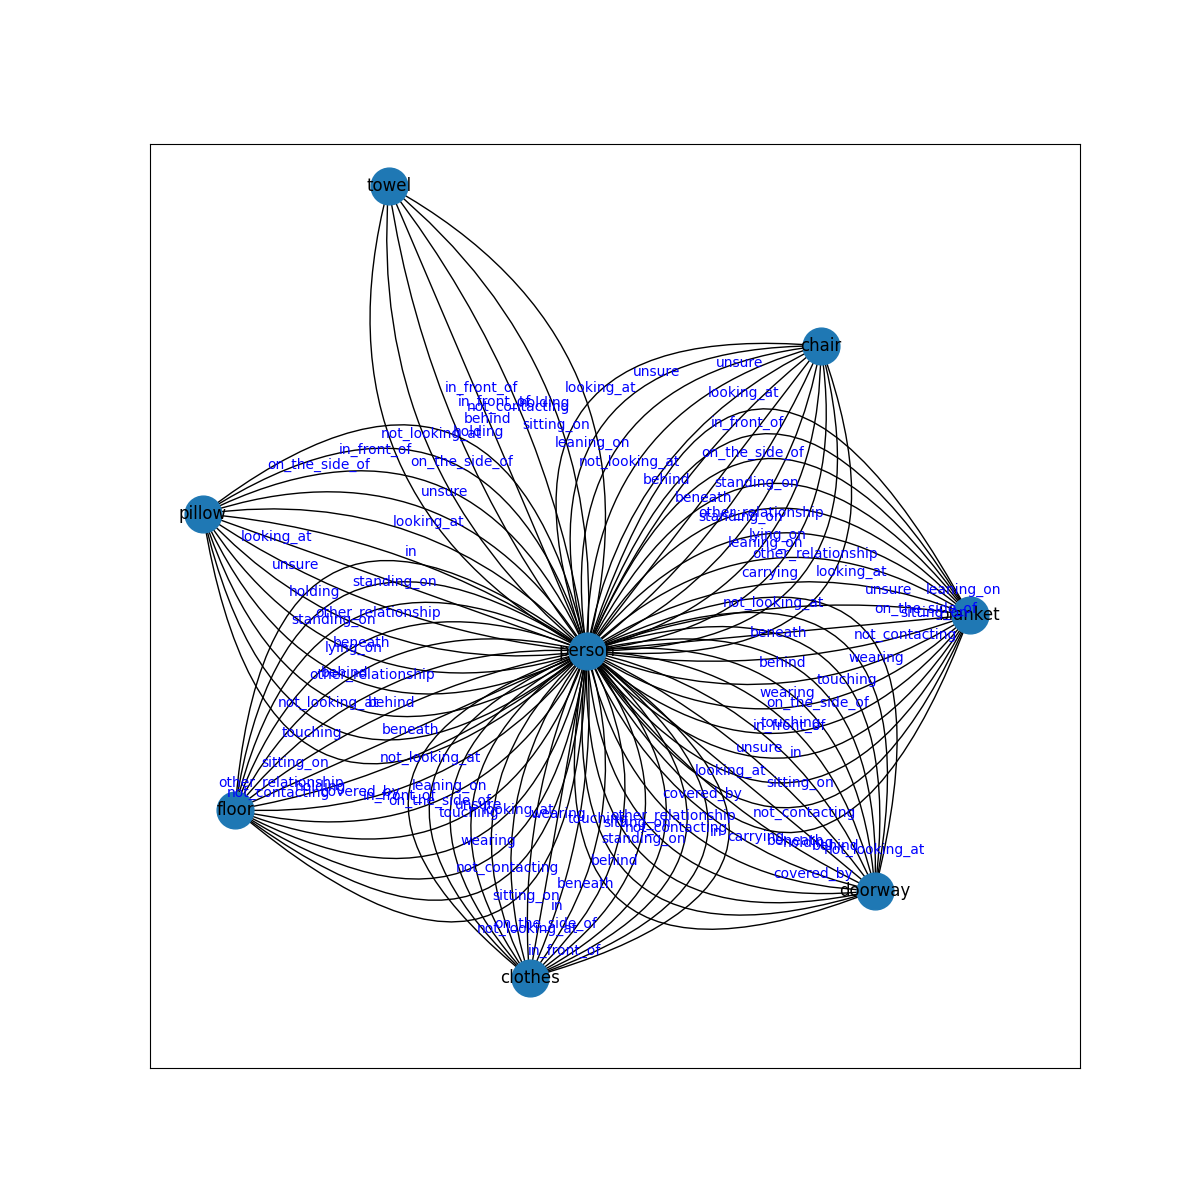 towel
chair
unsure
unsure
in_front_of
looking_at
looking_at
in_front_of
holding
not_contacting
behind
in_front_of
sitting_on
not_looking_at
holding
leaning_on
in_front_of
on_the_side_of
on_the_side_of
on_the_side_of
not_looking_at
behind
standing_on
unsure
beneath
pillow
other_relationship
standing_on
looking_at
looking_at
lying_on
leaning_on
in
other_relationship
unsure
carrying
looking_at
standing_on
holding
unsure
leaning_on
not_looking_at
on_the_side_of
other_relationship
sitting_on
blanket
standing_on
beneath
not_contacting
beneath
lying_on
person
wearing
behind
behind
other_relationship
touching
wearing
not_looking_at
behind
on_the_side_of
touching
in_front_of
beneath
touching
unsure
in
not_looking_at
sitting_on
looking_at
other_relationship
sitting_on
holding
leaning_on
not_contacting
covered_by
in_front_of
covered_by
on_the_side_of
unsure
floor
looking_at
touching
wearing
not_contacting
touching
other_relationship
sitting_on
not_contacting
in
standing_on
carrying
wearing
beneath
holding
behind
not_looking_at
behind
not_contacting
covered_by
beneath
doorway
sitting_on
in
on_the_side_of
not_looking_at
in_front_of
clothes